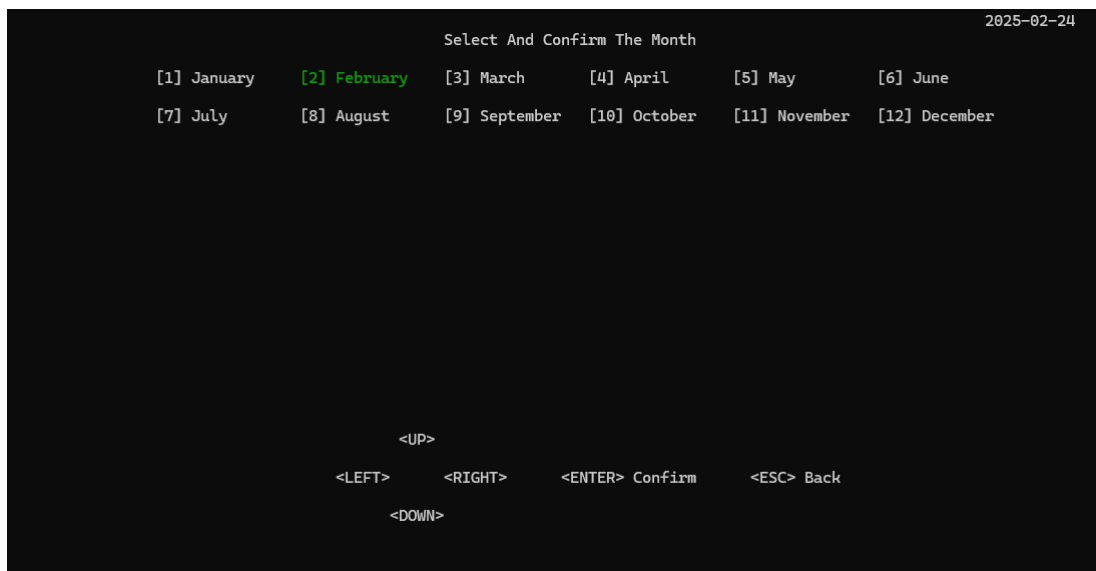 2025-02-24
Select And Confirm The Month
[1] January [2] February [3] March [4] April [5] May [6] June
[7] July [8] August [9] September [10] October [11] November [12] December
<UP>
<LEFT> <RIGHT> <ENTER> Confirm <ESC> Back
<DOWN>